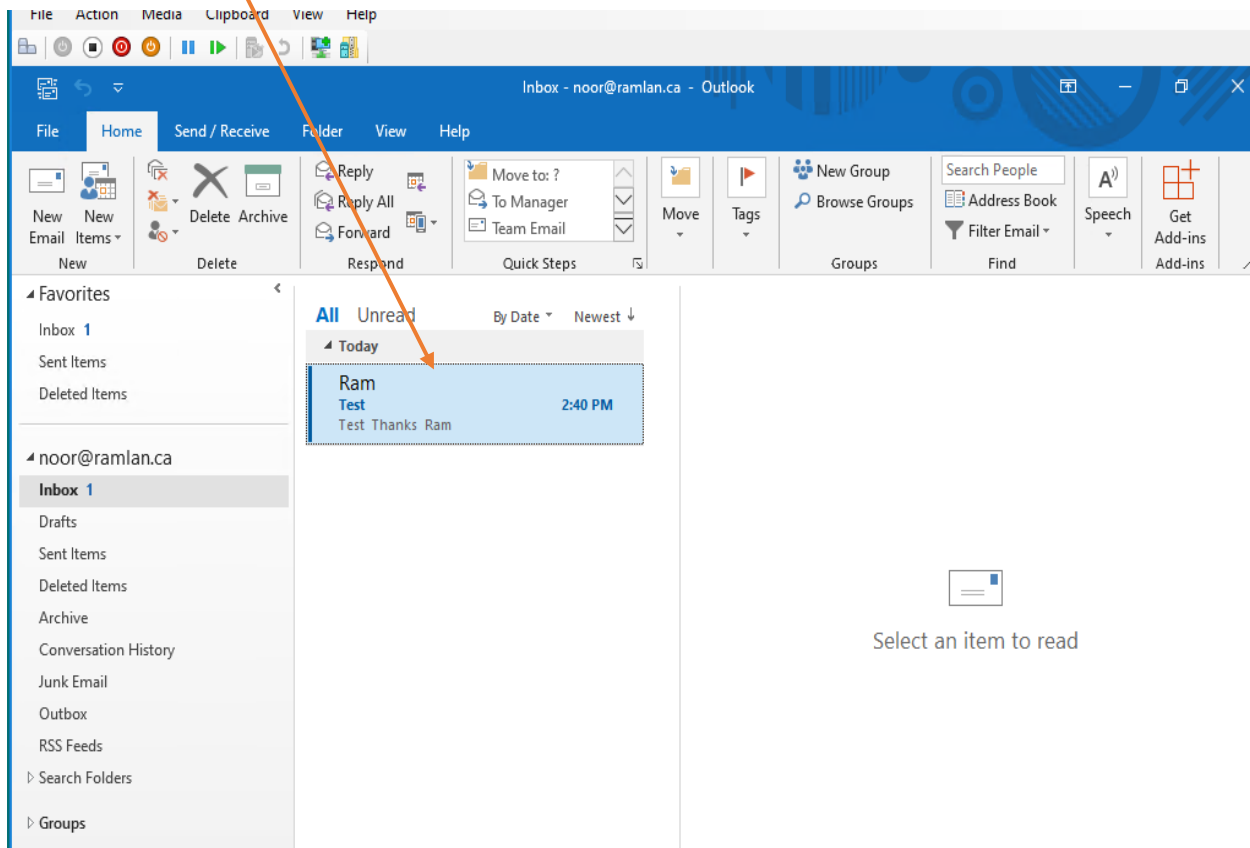 File Action Media Clipboard View Help
Inbox - noor@ramlan.ca - Outlook
File Home Send / Receive Folder View Help
New Email
New Items
Delete
Archive
Reply
Reply All
Forward
Move to: ?
To Manager
Team Email
Move
Tags
New Group
Browse Groups
Search People
Address Book
Filter Email
A
Speech
Get Add-ins
New Delete Respond Quick Steps Groups Find Add-ins
Favorites
Inbox 1
Sent Items
Deleted Items
noor@ramlan.ca
Inbox 1
Drafts
Sent Items
Deleted Items
Archive
Conversation History
Junk Email
Outbox
RSS Feeds
Search Folders
Groups
All Unread By Date Newest
Today
Ram
Test 2:40 PM
Test Thanks Ram
Select an item to read